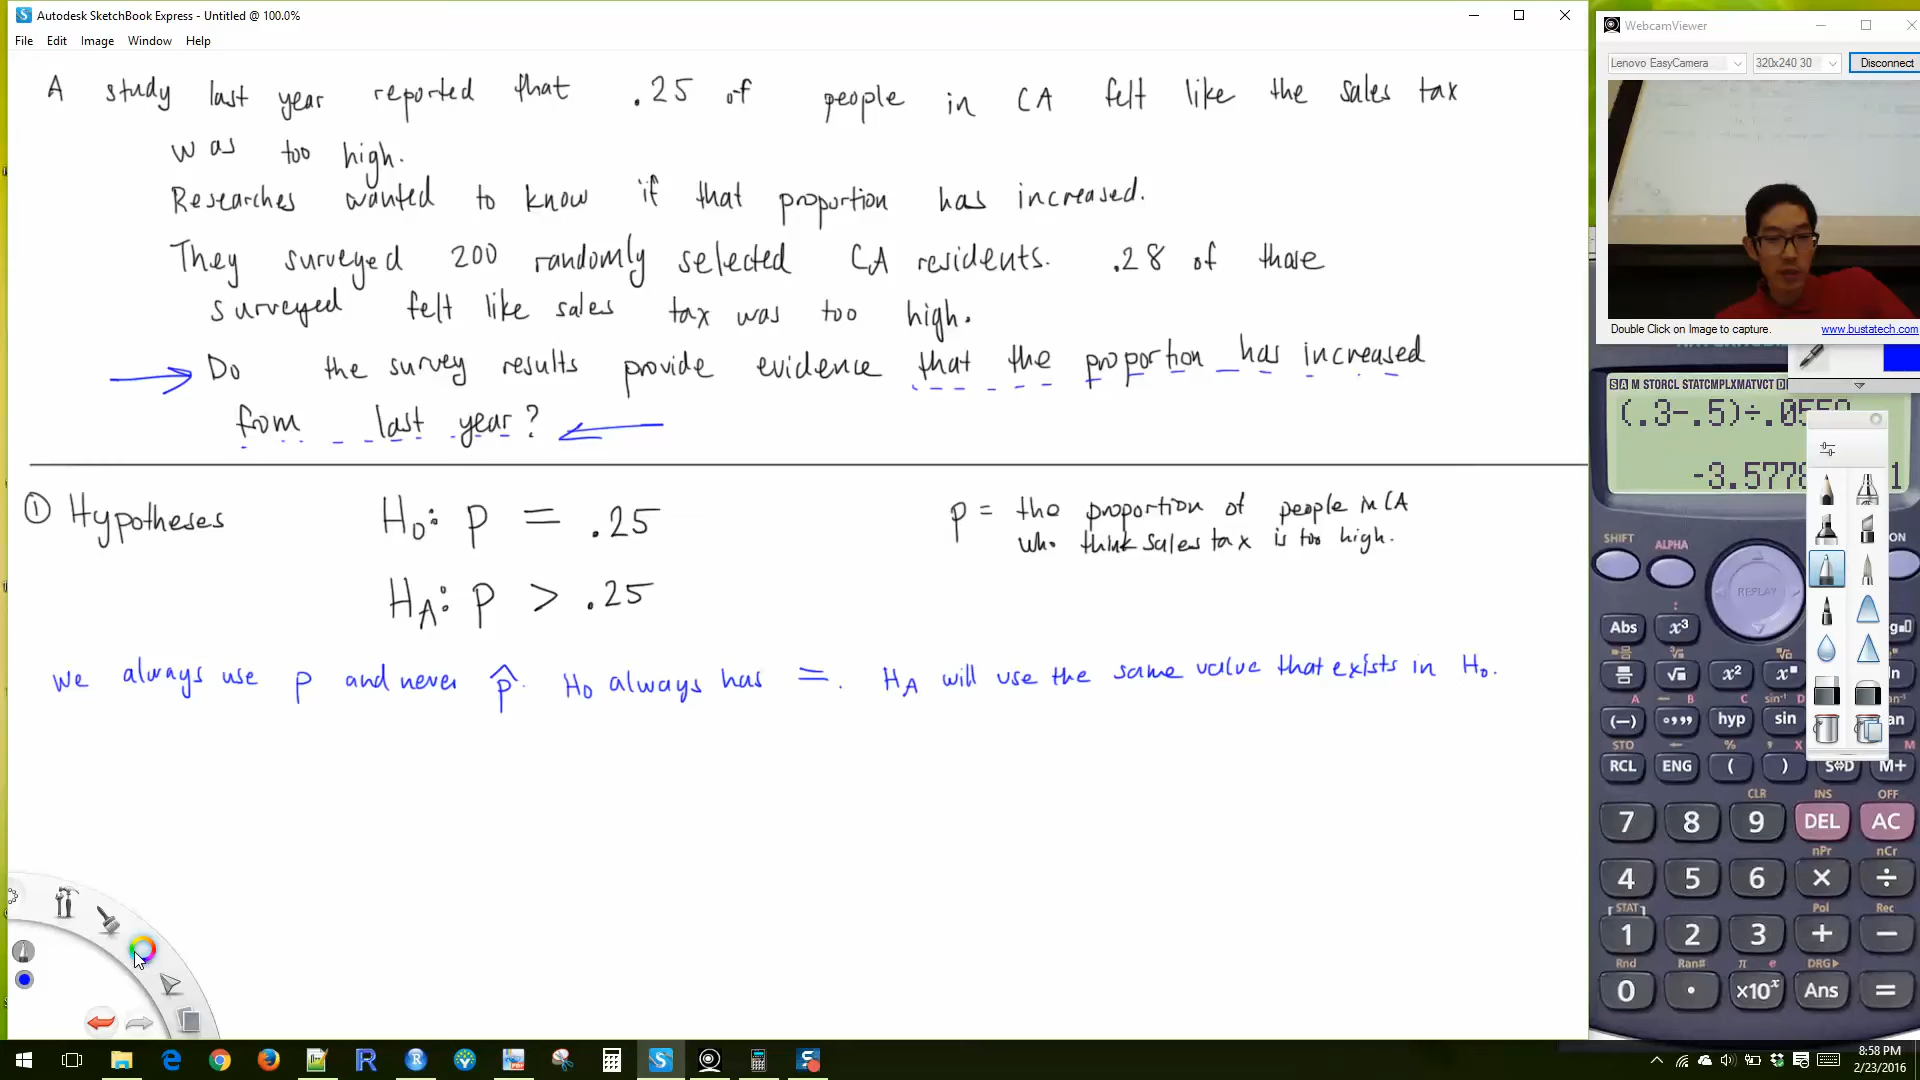 Autodesk SketchBook Express - Untitled @ 100.0%
File Edit Image Window Help
A study last year reported that .25 of people in CA felt like the sales tax
was too high.
Researches wanted to know if that proportion has increased.
They surveyed 200 randomly selected CA residents. .28 of those
surveyed felt like sales tax was too high.
Do the survey results provide evidence that the proportion has increased
from last year?
① Hypotheses H₀: p = .25
p = the proportion of people in CA
who think sales tax is too high.
H_A: p > .25
We always use p and never p̂. H₀ always has =. H_A will use the same value that exists in H₀.
WebcamViewer
Lenovo EasyCamera 320x240 30 Disconnect
Double Click on Image to capture. www.bustatech.com
(.3-.5)÷.0559
-3.5778
SHIFT ALPHA ON
REPLAY
Abs x³
x²
(−) hyp sin
STO
RCL ENG ( ) S⇔D M+
CLR INS OFF
7 8 9 DEL AC
nPr nCr
4 5 6 × ÷
STAT Pol Rec
1 2 3 + −
Rnd Ran# π e DRG▶
0 . ×10ˣ Ans =
8:58 PM
2/23/2016